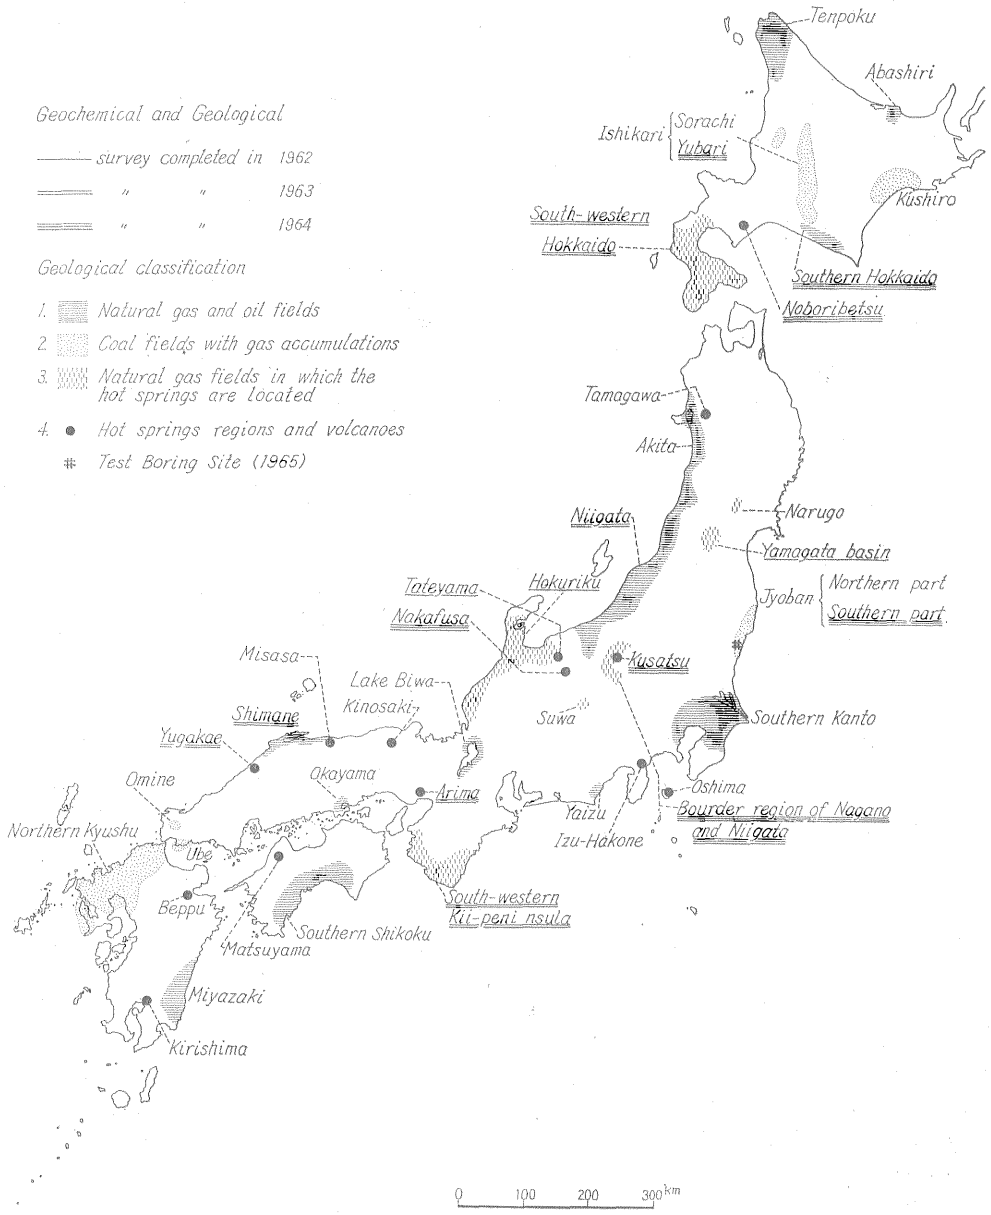 Geochemical and Geological
survey completed in 1962
" " 1963
" " 1964
Geological classification
1. Natural gas and oil fields
2. Coal fields with gas accumulations
3. Natural gas fields in which the
hot springs are located
4. Hot springs regions and volcanoes
Test Boring Site (1965)
Tenpoku
Abashiri
Ishikari
Sorachi
Yubari
Kushiro
South-western
Hokkaido
Southern Hokkaido
Noboribetsu
Tamagawa
Akita
Narugo
Niigata
Yamagata basin
Hokuriku
Tateyama
Nakafusa
Jyoban
Northern part
Southern part
Misasa
Kusatsu
Lake Biwa
Kinosaki
Shimane
Suwa
Southern Kanto
Yugakae
Omine
Okayama
Arima
Oshima
Yaizu
Bourder region of Nagano
and Niigata
Izu-Hakone
Northern Kyushu
Ube
Beppu
South-western
Kii-peni nsula
Southern Shikoku
Matsuyama
Miyazaki
Kirishima
0 100 200 300 km